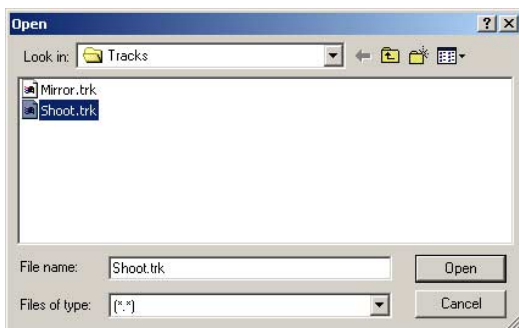 Open
Look in: Tracks
Mirror.trk
Shoot.trk
File name: Shoot.trk Open
Files of type: (*.*) Cancel